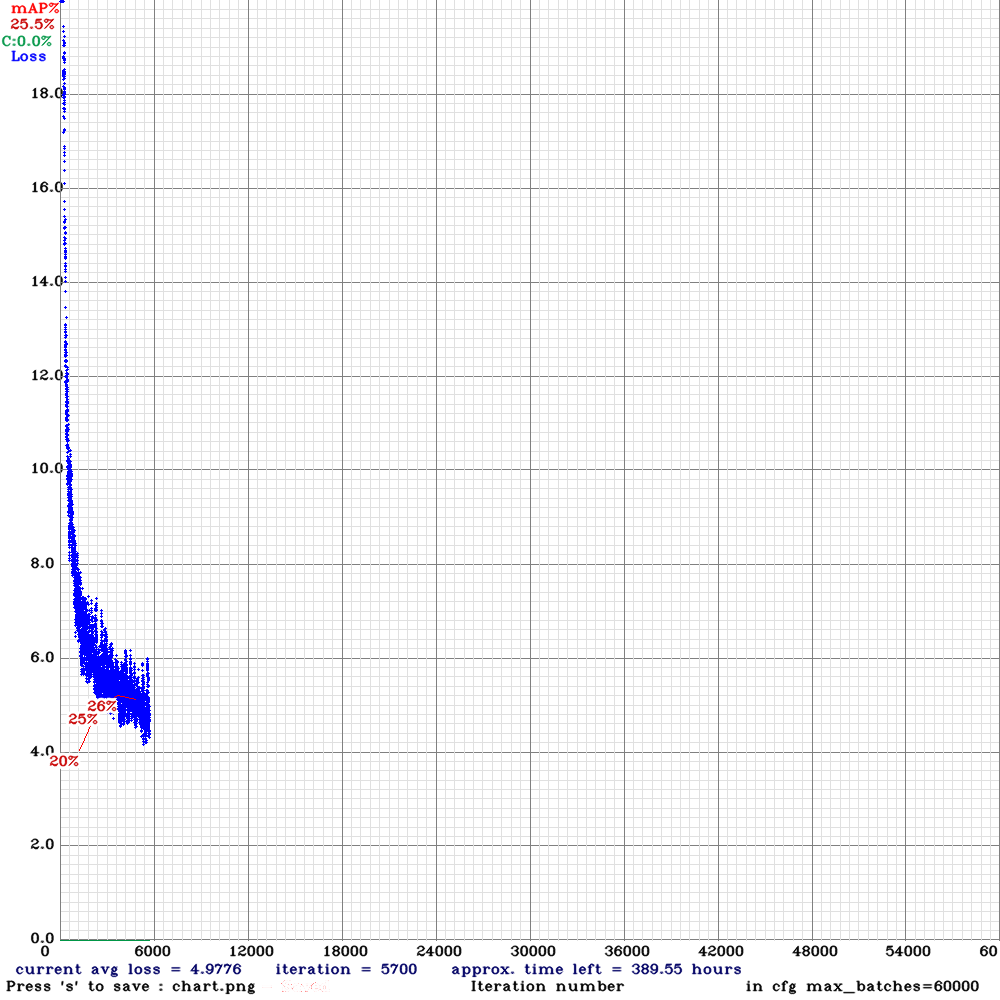 mAP%
25.5%
C:0.0%
Loss
18.0
16.0
14.0
12.0
10.0
8.0
6.0
26%
25%
4.0
20%
2.0
0.0
0 6000 12000 18000 24000 30000 36000 42000 48000 54000 60
current avg loss = 4.9776 iteration = 5700 approx. time left = 389.55 hours
Press 's' to save : chart.png Iteration number in cfg max_batches=60000